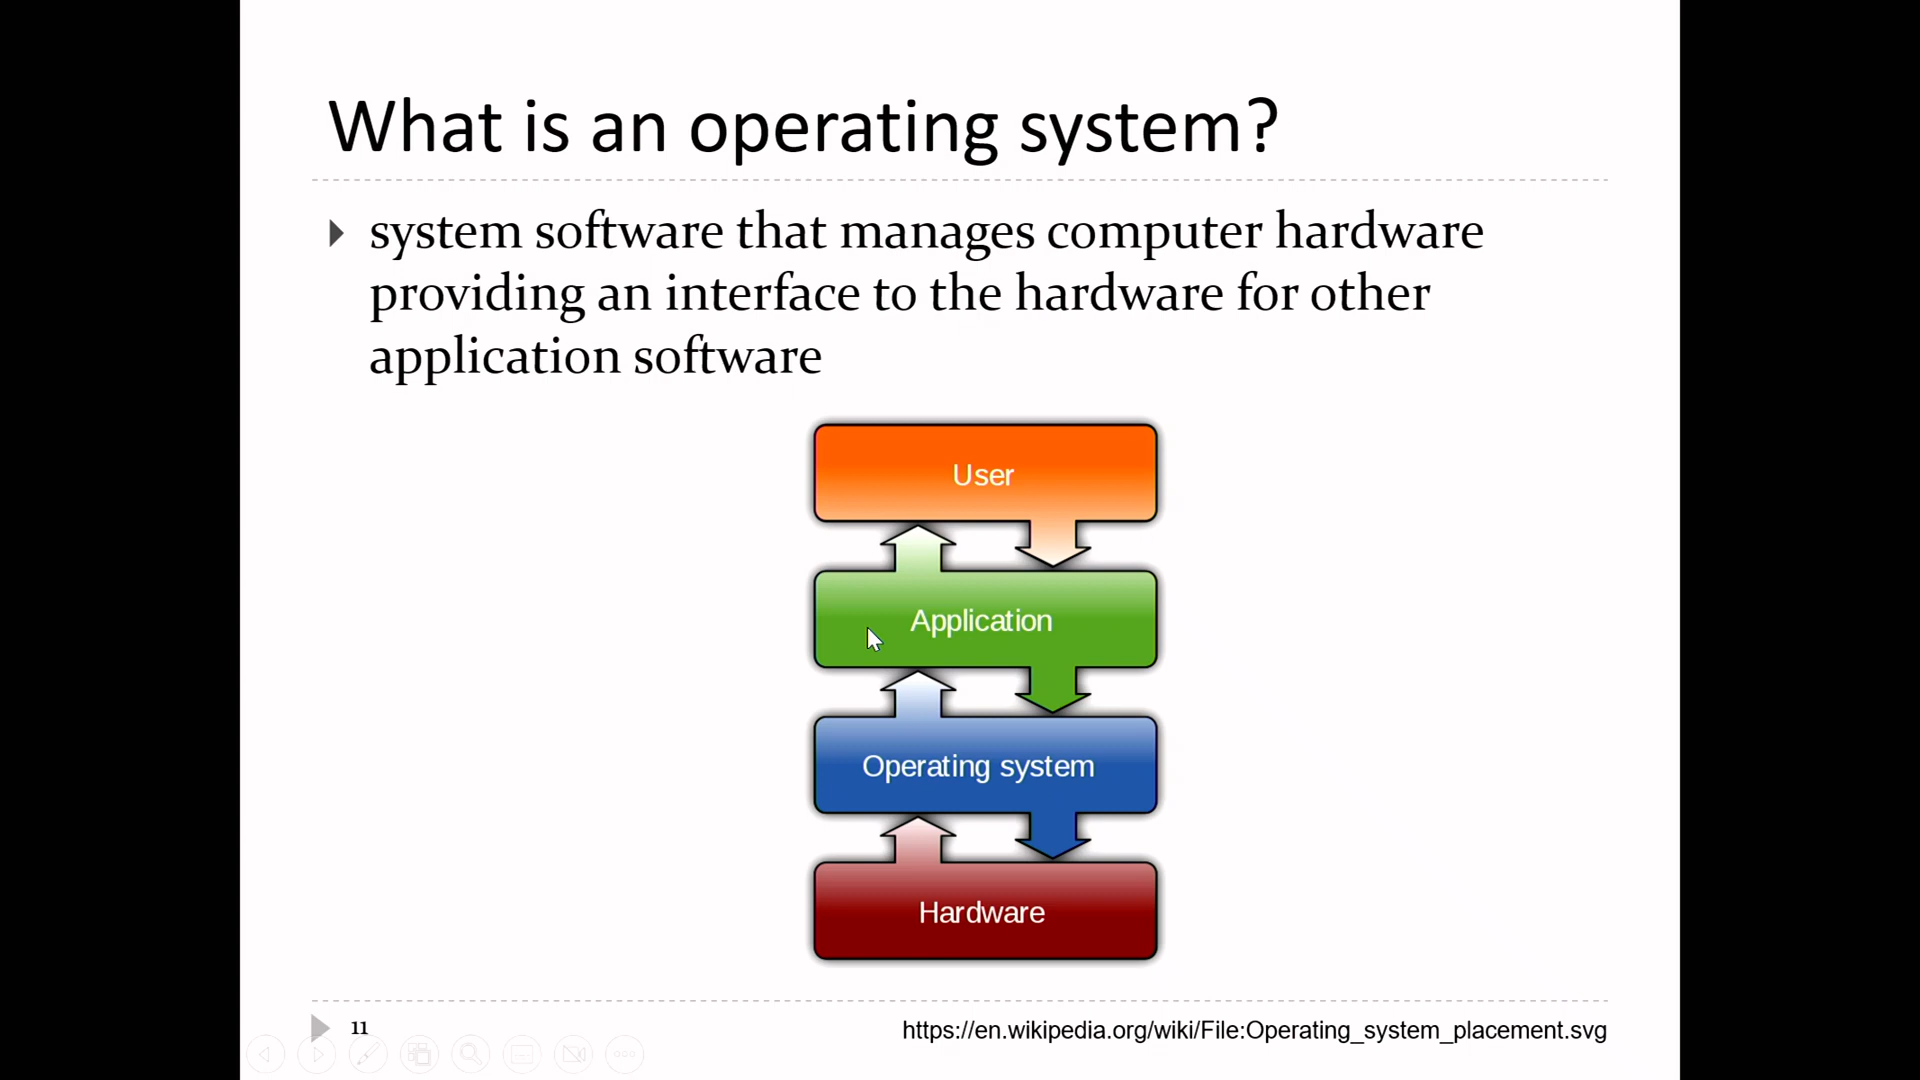 What is an operating system?
system software that manages computer hardware
providing an interface to the hardware for other
application software
User
Application
Operating system
Hardware
11
https://en.wikipedia.org/wiki/File:Operating_system_placement.svg